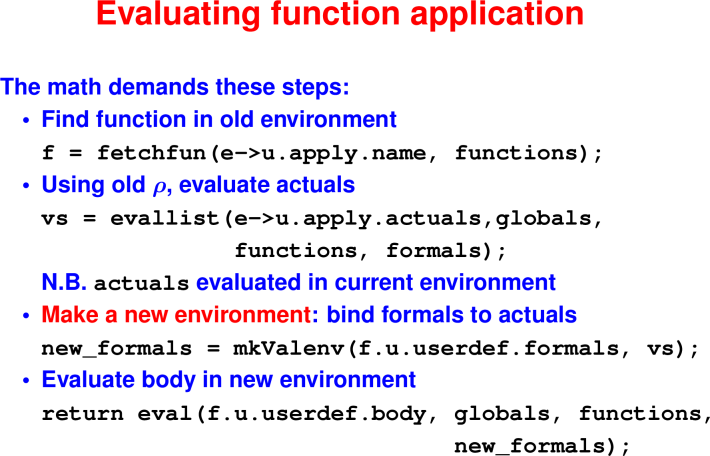 Evaluating function application
The math demands these steps:
• Find function in old environment
f = fetchfun(e->u.apply.name, functions);
• Using old ρ, evaluate actuals
vs = evallist(e->u.apply.actuals,globals,
functions, formals);
N.B. actuals evaluated in current environment
• Make a new environment: bind formals to actuals
new_formals = mkValenv(f.u.userdef.formals, vs);
• Evaluate body in new environment
return eval(f.u.userdef.body, globals, functions,
new_formals);